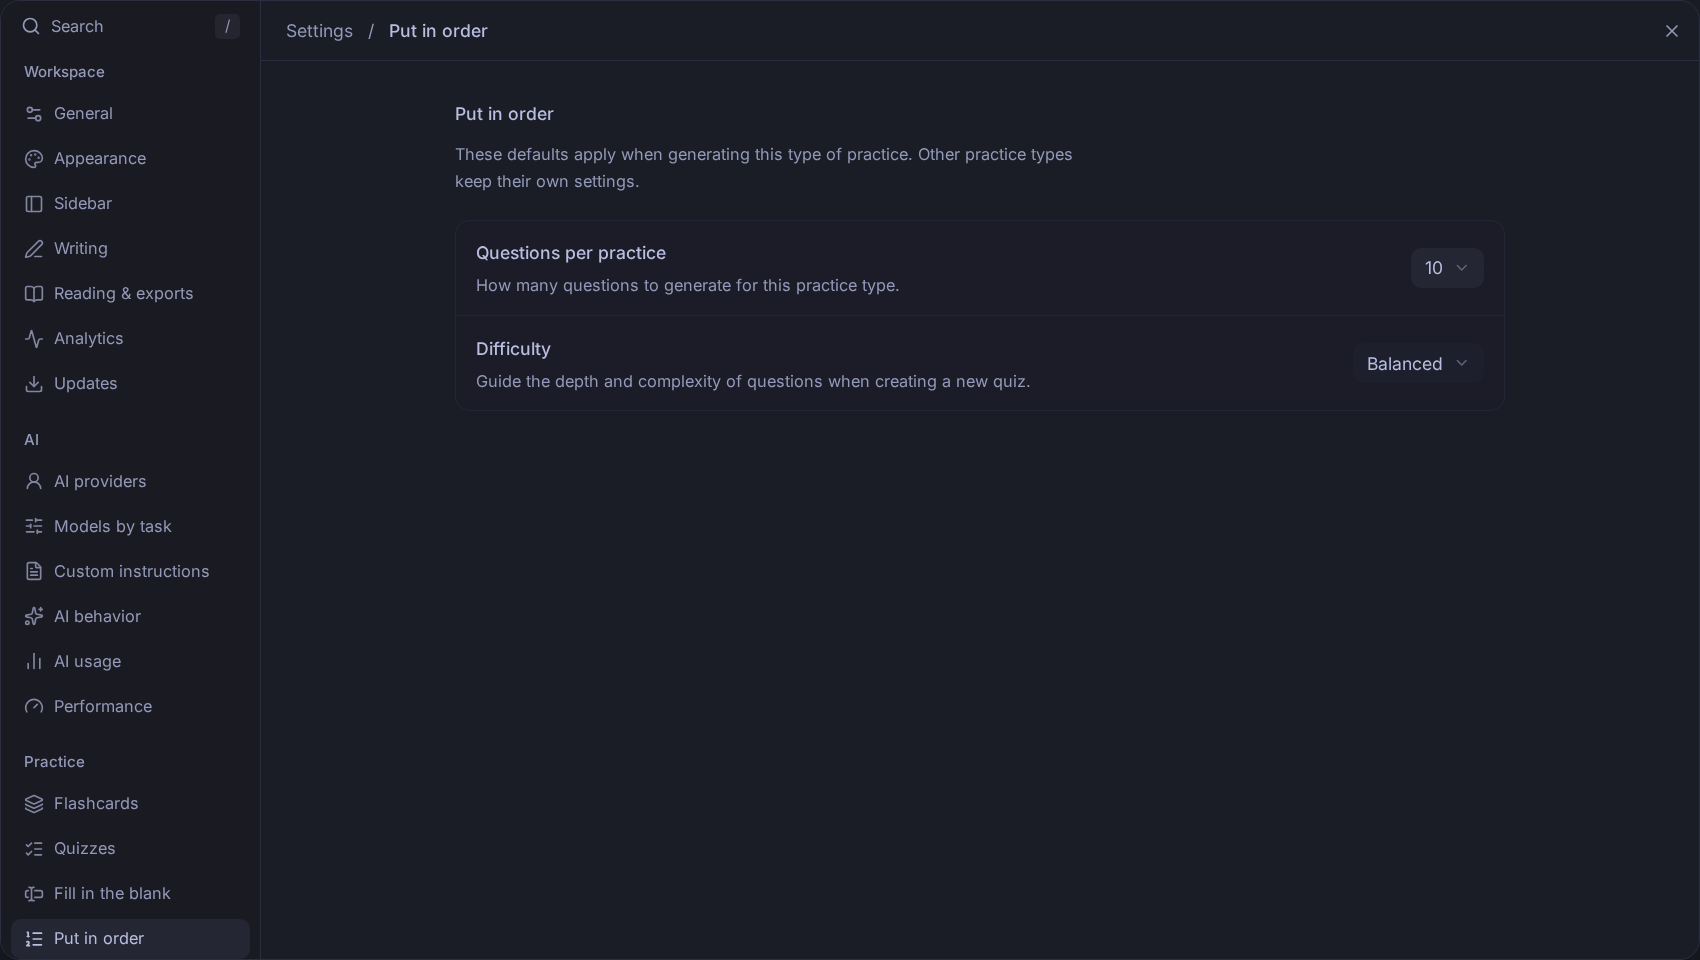 Search /
Workspace
General
Appearance
Sidebar
Writing
Reading & exports
Analytics
Updates
AI
AI providers
Models by task
Custom instructions
AI behavior
AI usage
Performance
Practice
Flashcards
Quizzes
Fill in the blank
Put in order
Settings / Put in order
Put in order
These defaults apply when generating this type of practice. Other practice types
keep their own settings.
Questions per practice
How many questions to generate for this practice type.
10
Difficulty
Guide the depth and complexity of questions when creating a new quiz.
Balanced